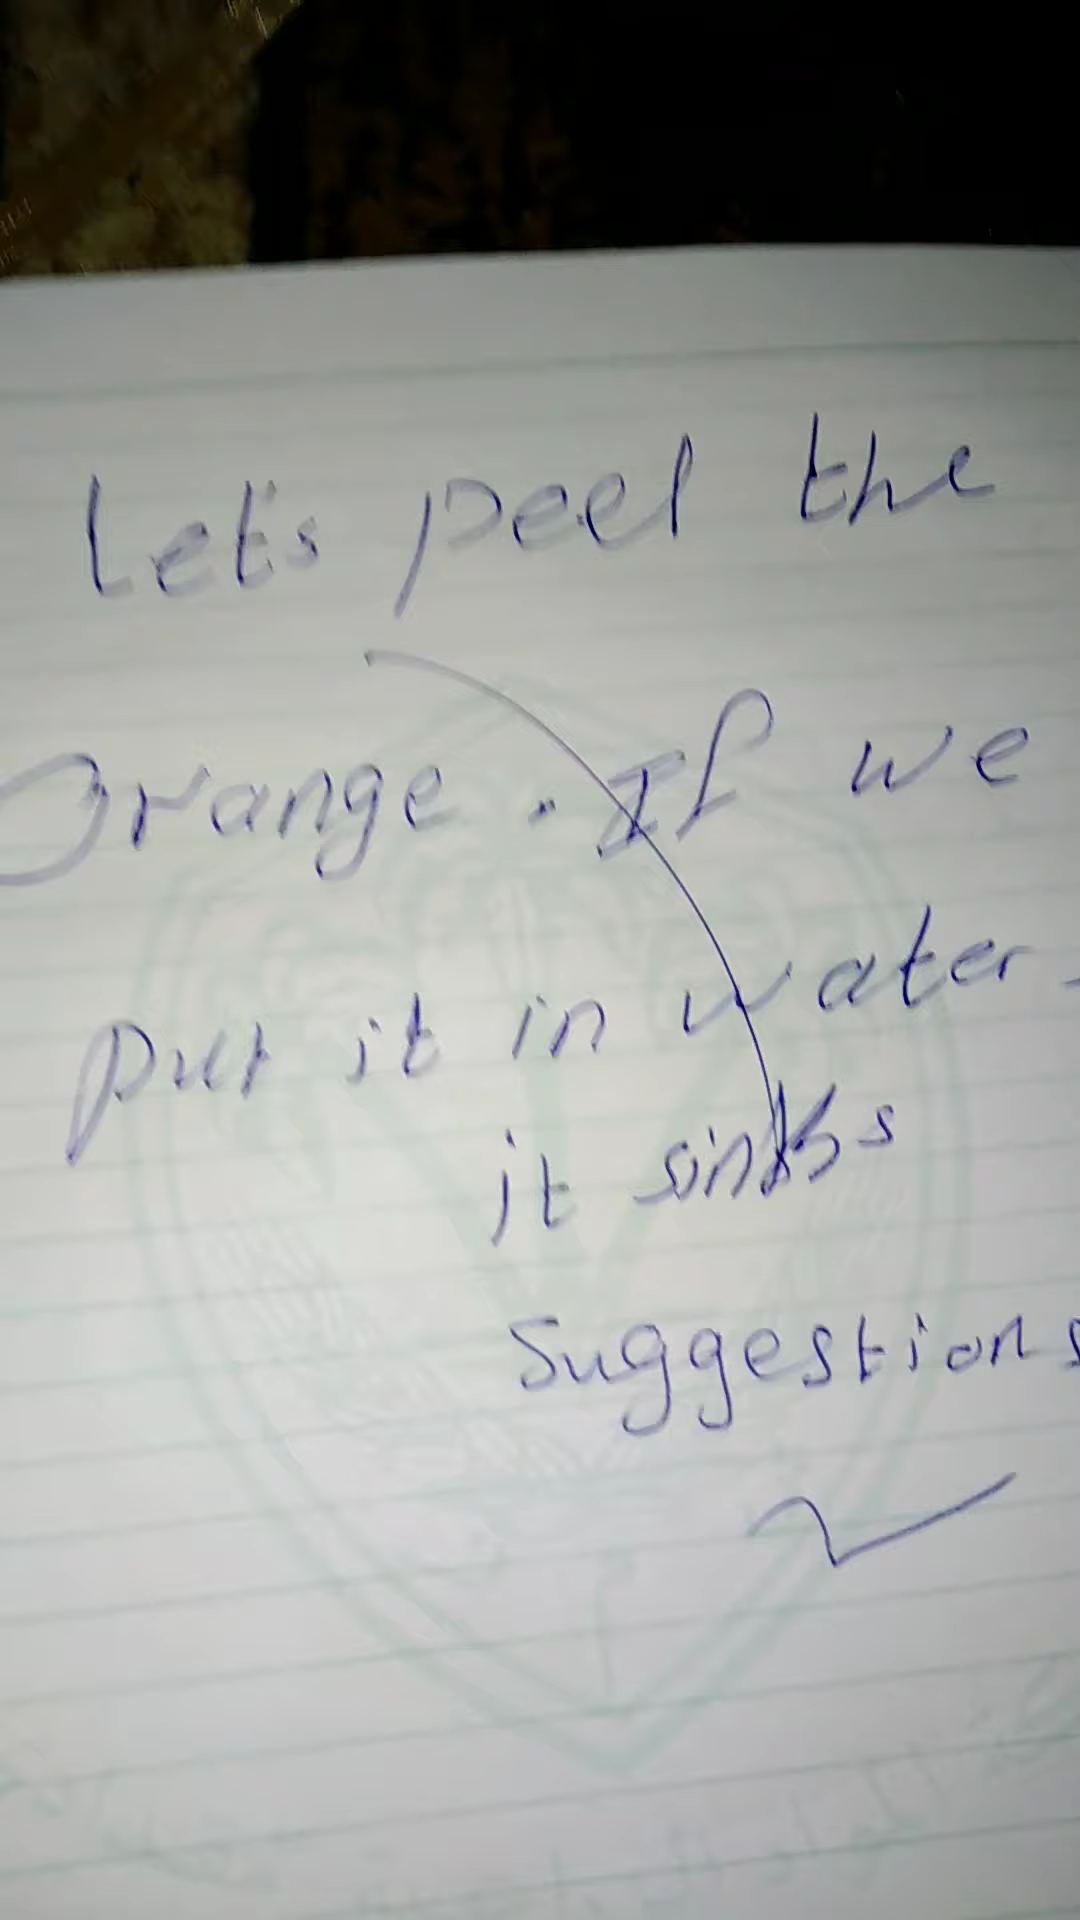 Let's peel the
Orange. If we
put it in water-
it sinks
Suggestions